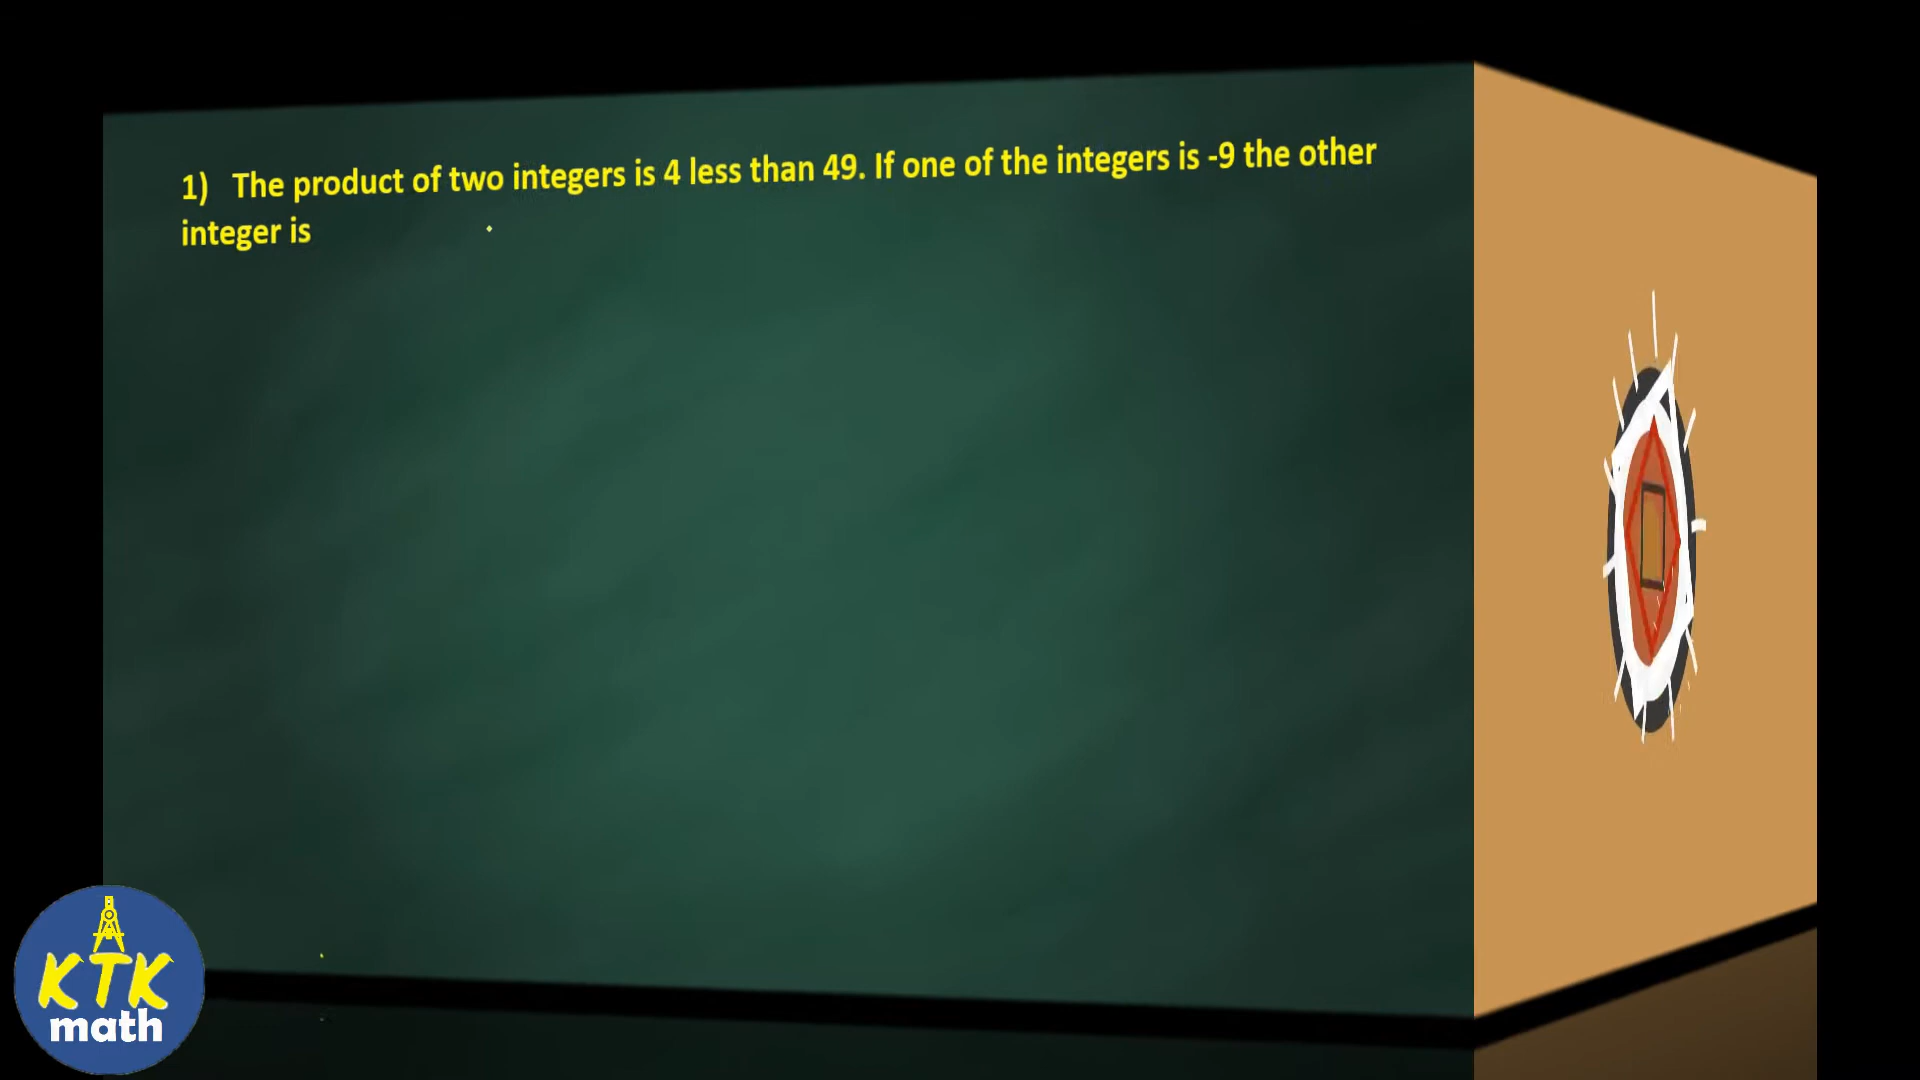 1) The product of two integers is 4 less than 49. If one of the integers is -9 the other
integer is
KTK
math